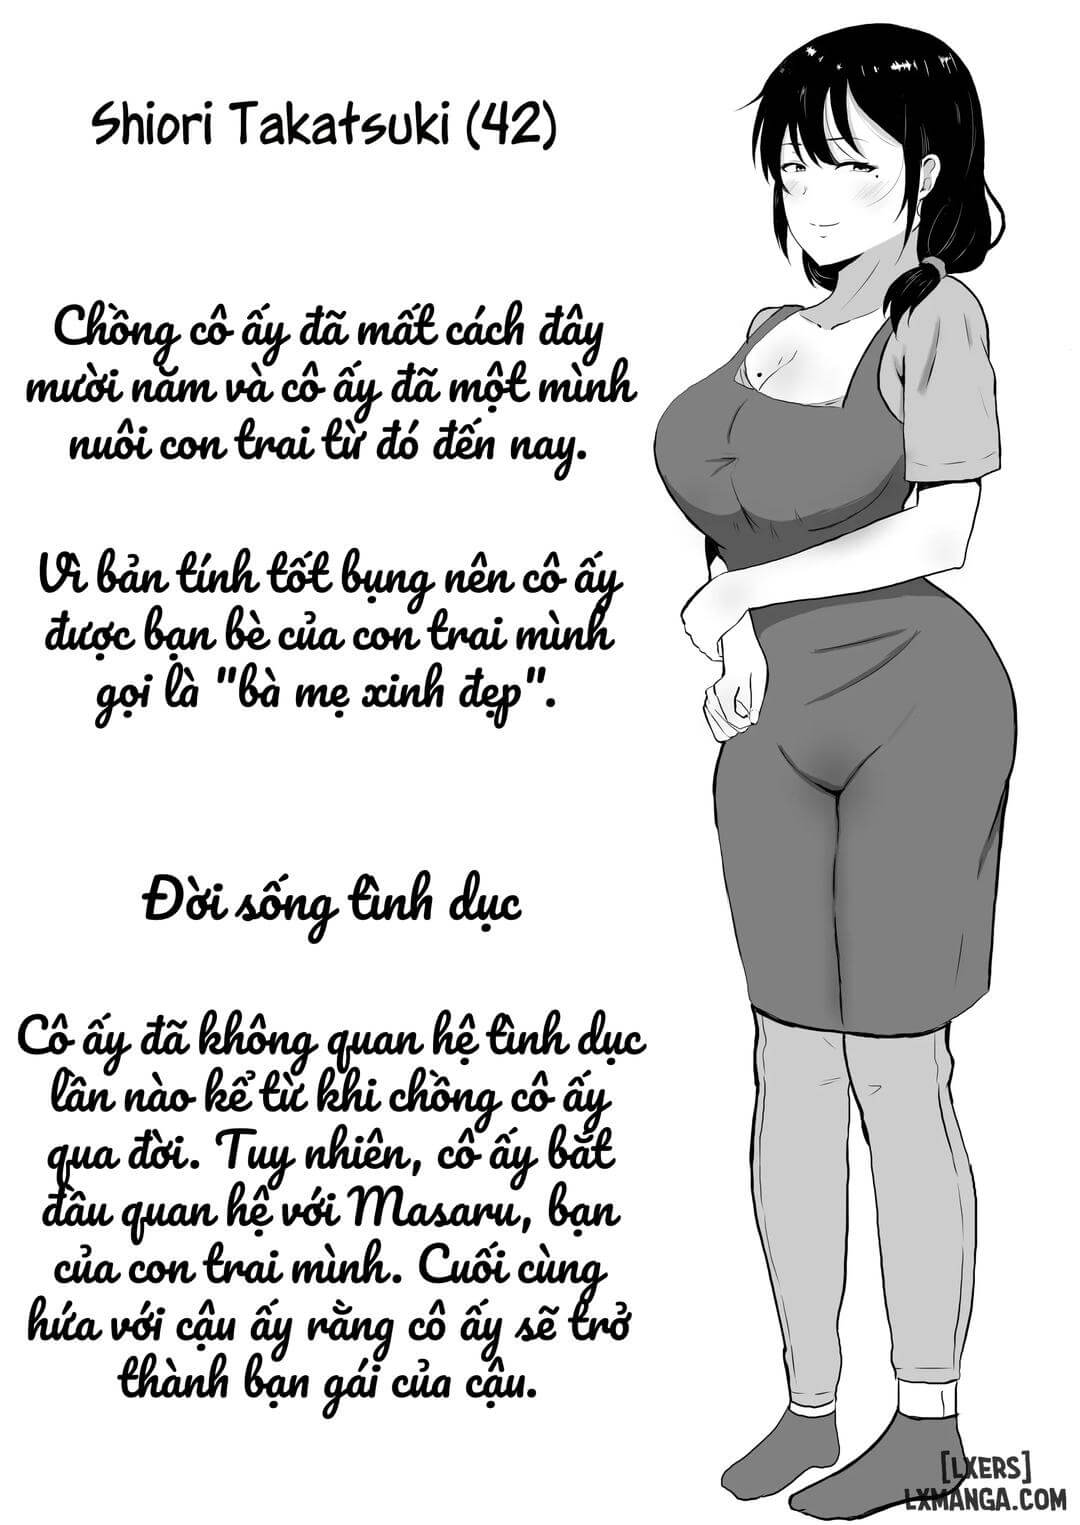 Shiori Takatsuki (42)
Chồng cô ấy đã mất cách đây
mười năm và cô ấy đã một mình
nuôi con trai từ đó đến nay.
Vì bản tính tốt bụng nên cô ấy
được bạn bè của con trai mình
gọi là "bà mẹ xinh đẹp".
Đời sống tình dục
Cô ấy đã không quan hệ tình dục
lần nào kể từ khi chồng cô ấy
qua đời. Tuy nhiên, cô ấy bắt
đầu quan hệ với Masaru, bạn
của con trai mình. Cuối cùng
hứa với cậu ấy rằng cô ấy sẽ trở
thành bạn gái của cậu.
[LXERS]
LXMANGA.COM